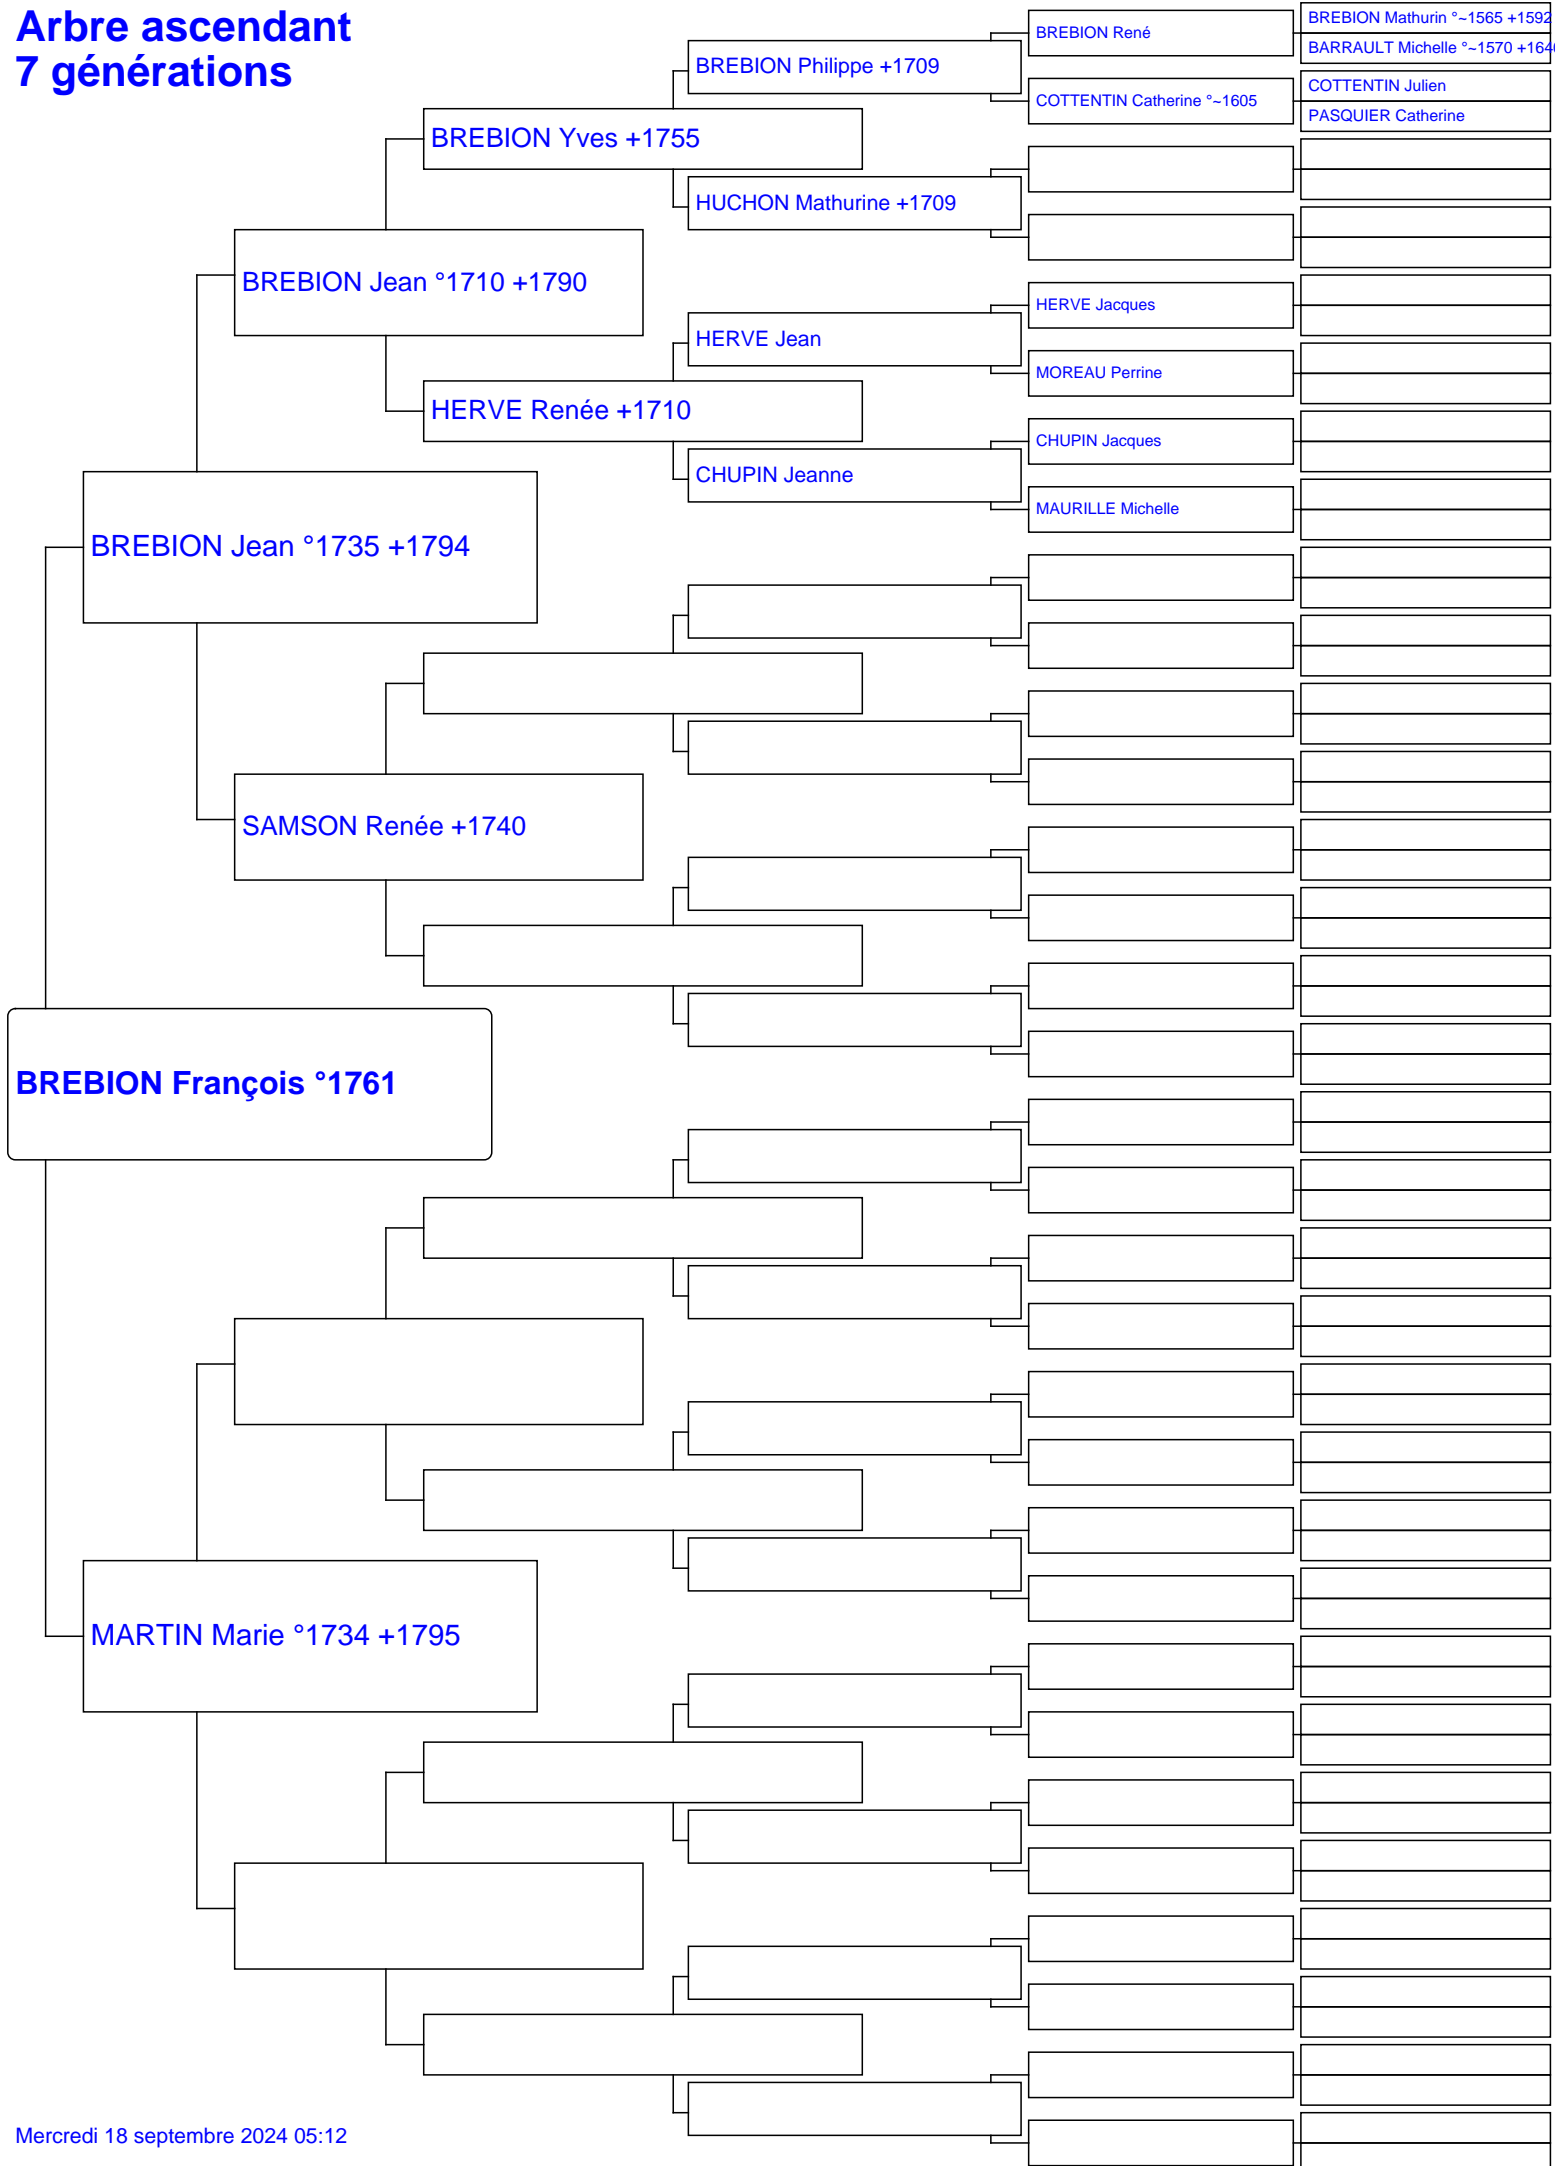 Arbre ascendant
7 générations
BREBION François °1761
BREBION Jean °1735 +1794
MARTIN Marie °1734 +1795
BREBION Jean °1710 +1790
SAMSON Renée +1740
BREBION Yves +1755
HERVE Renée +1710
BREBION Philippe +1709
HUCHON Mathurine +1709
HERVE Jean
CHUPIN Jeanne
BREBION René
COTTENTIN Catherine °~1605
HERVE Jacques
MOREAU Perrine
CHUPIN Jacques
MAURILLE Michelle
BREBION Mathurin °~1565 +1592
BARRAULT Michelle °~1570
COTTENTIN Julien
PASQUIER Catherine
Mercredi 18 septembre 2024 05:12